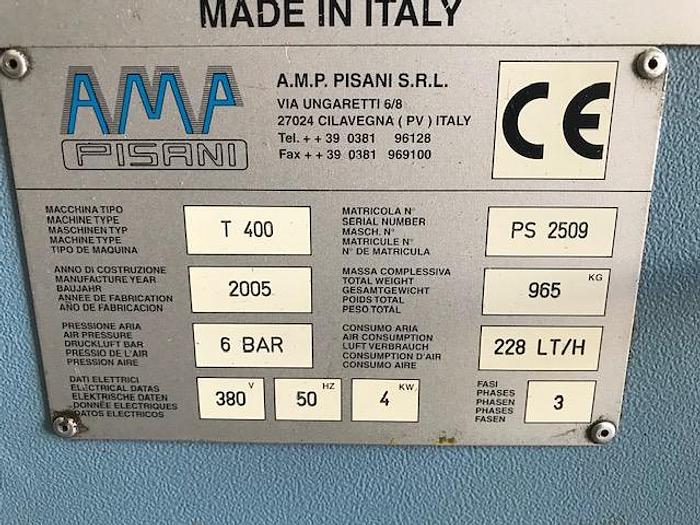 MADE IN ITALY
AMP
PISANI
A.M.P. PISANI S.R.L.
VIA UNGARETTI 6/8
27024 CILAVEGNA ( PV ) ITALY
Tel. + + 39 0381 96128
Fax + + 39 0381 969100
CE
MACCHINA TIPO
MACHINE TYPE
MASCHINEN TYP
MACHINE TYPE
TIPO DE MAQUINA
T 400
MATRICOLA N°
SERIAL NUMBER
MASCH. N°
MATRICULE N°
N° DE MATRICULA
PS 2509
ANNO DI COSTRUZIONE
MANUFACTURE YEAR
BAUJAHR
ANNEE DE FABRICATION
AÑO DE FABRICACION
2005
MASSA COMPLESSIVA
TOTAL WEIGHT
GESAMTGEWICHT
POIDS TOTAL
PESO TOTAL
965 KG
PRESSIONE ARIA
AIR PRESSURE
DRUCKLUFT BAR
PRESSIO DE L'AIR
PRESSION AIRE
6 BAR
CONSUMO ARIA
AIR CONSUMPTION
LUFT VERBRAUCH
CONSUMPTION D'AIR
CONSUMO AIRE
228 LT/H
DATI ELETTRICI
ELECTRICAL DATAS
ELEKTRISCHE DATEN
DONNÉE ELECTRIQUES
DATOS ELECTRICOS
380 V
50 HZ
4 KW
FASI
PHASES
PHASEN
PHASES
FASEN
3